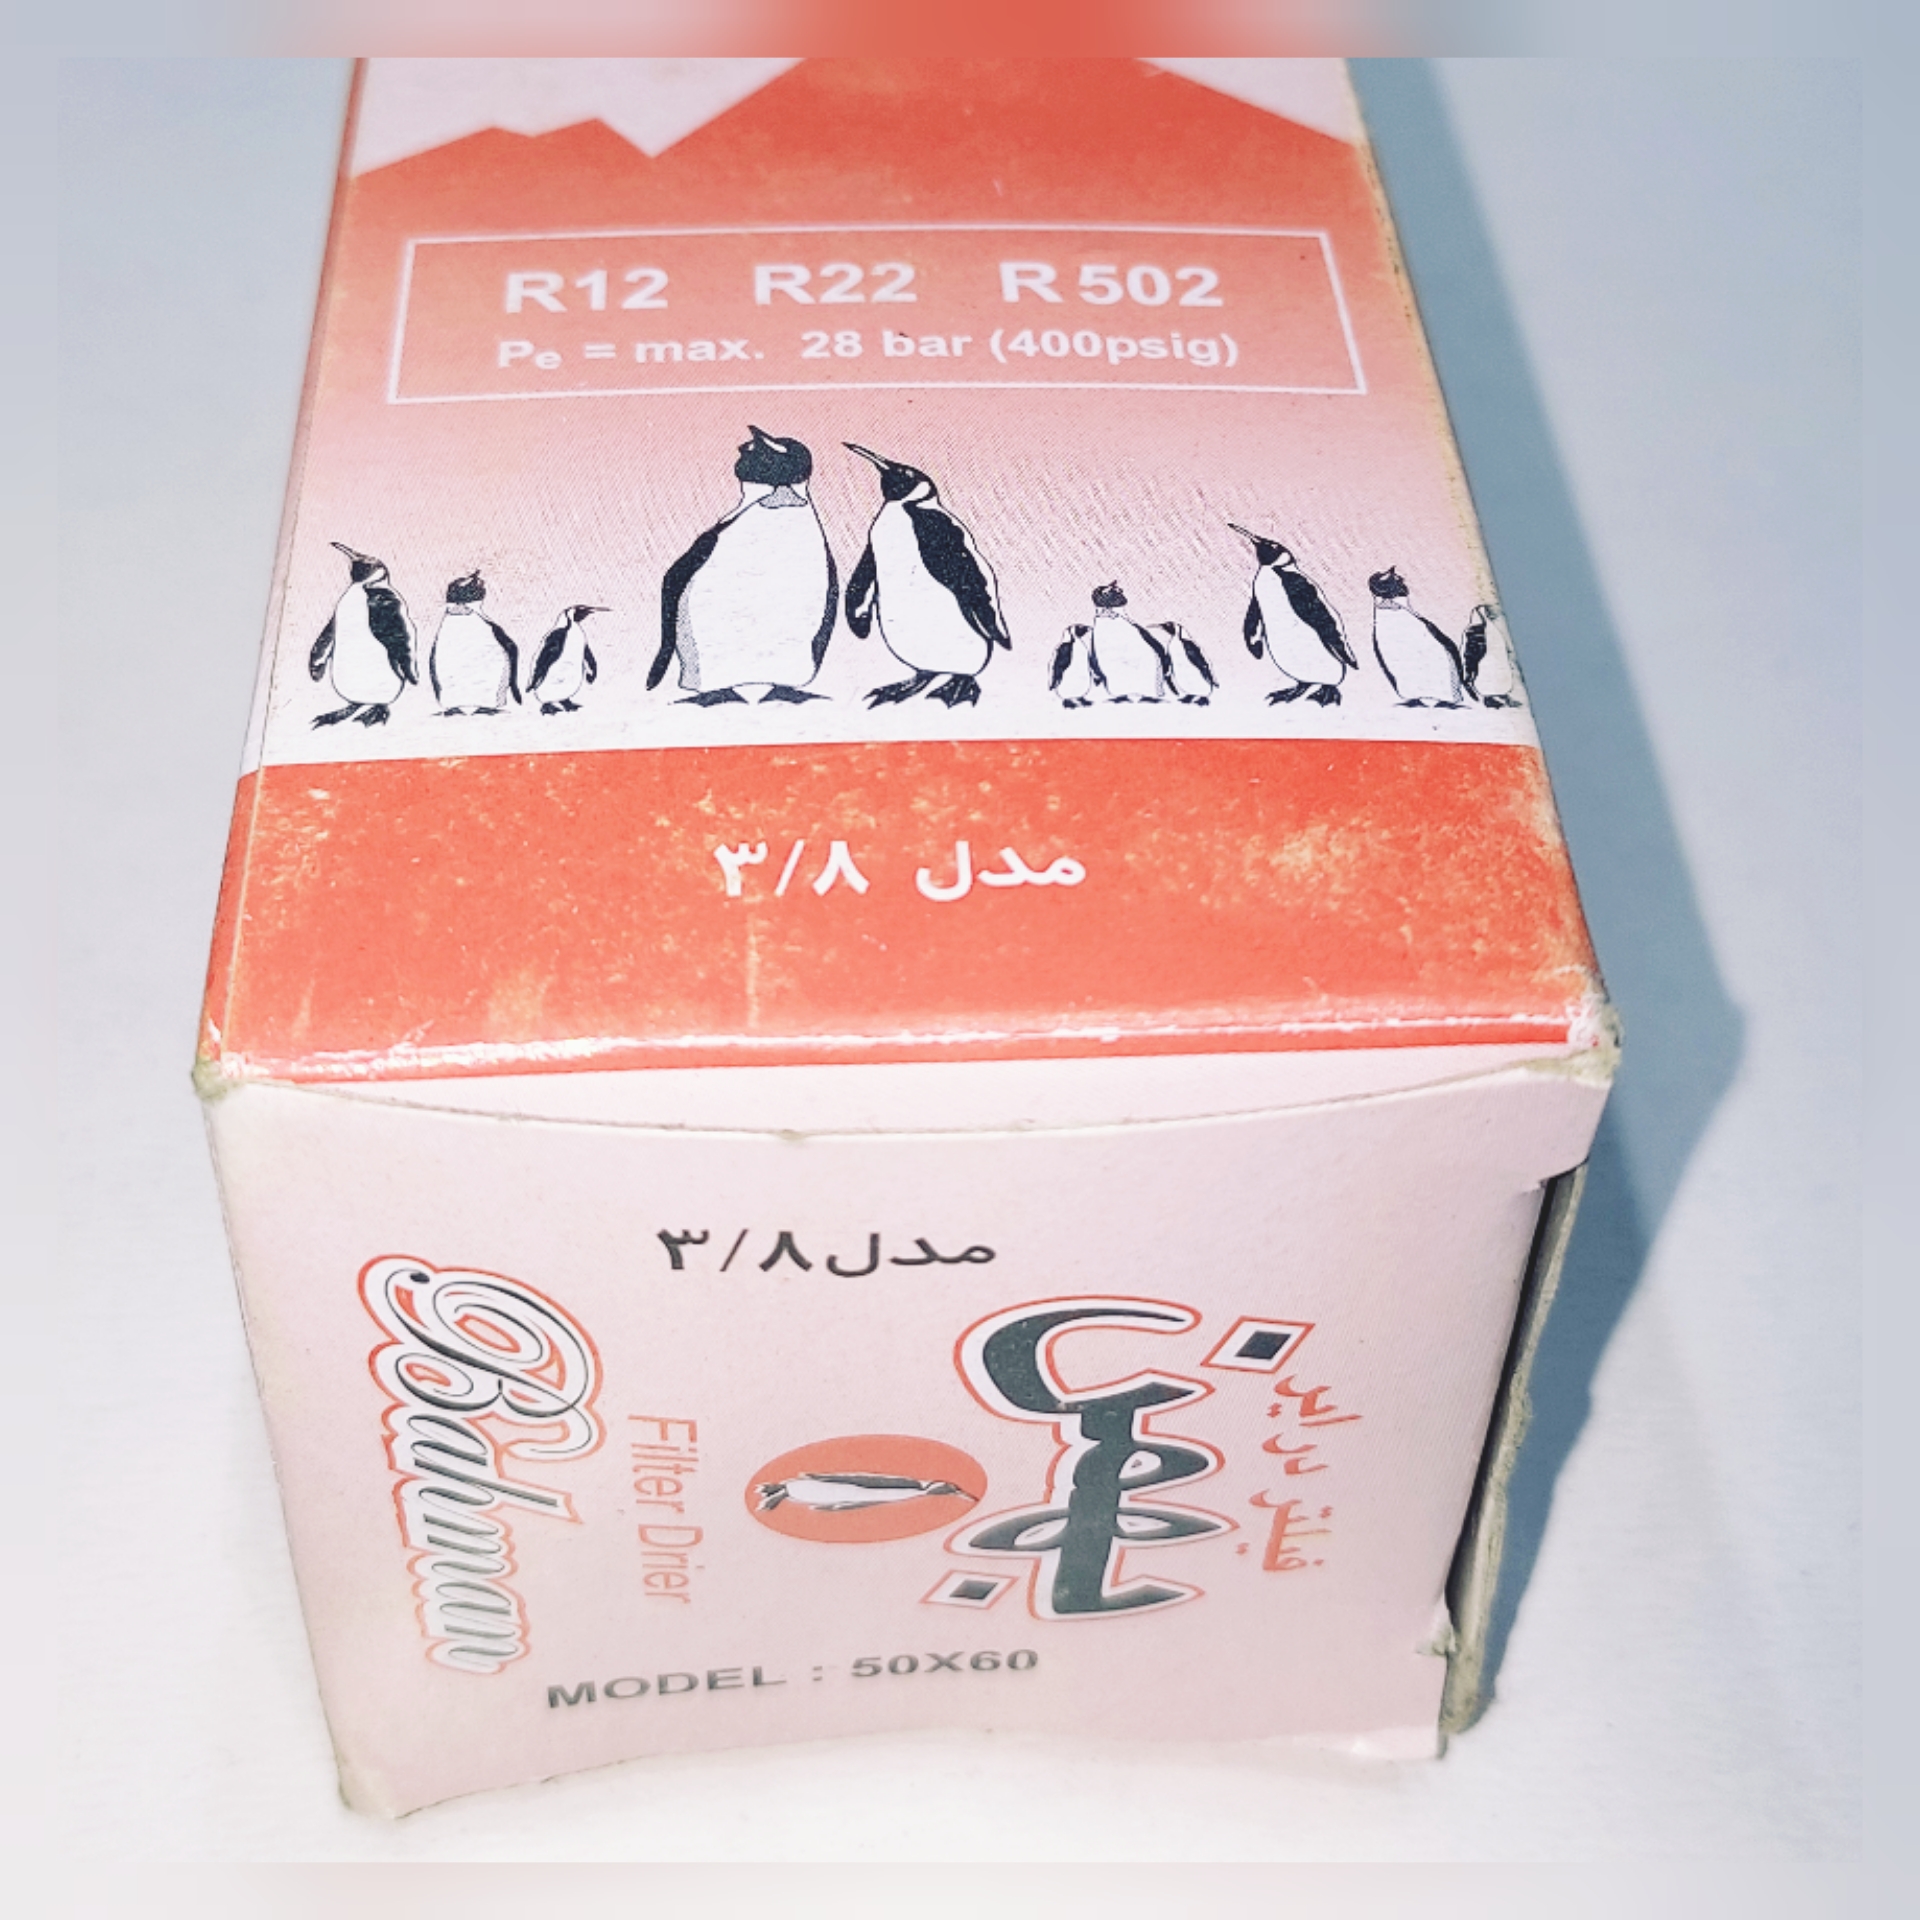 R12 R22 R502
Pe = max. 28 bar (400psig)
مدل ۳/۸
مدل ۳/۸
Bahman
Filter Drier
بهمن
فیلتر درایر
MODEL : 50X60